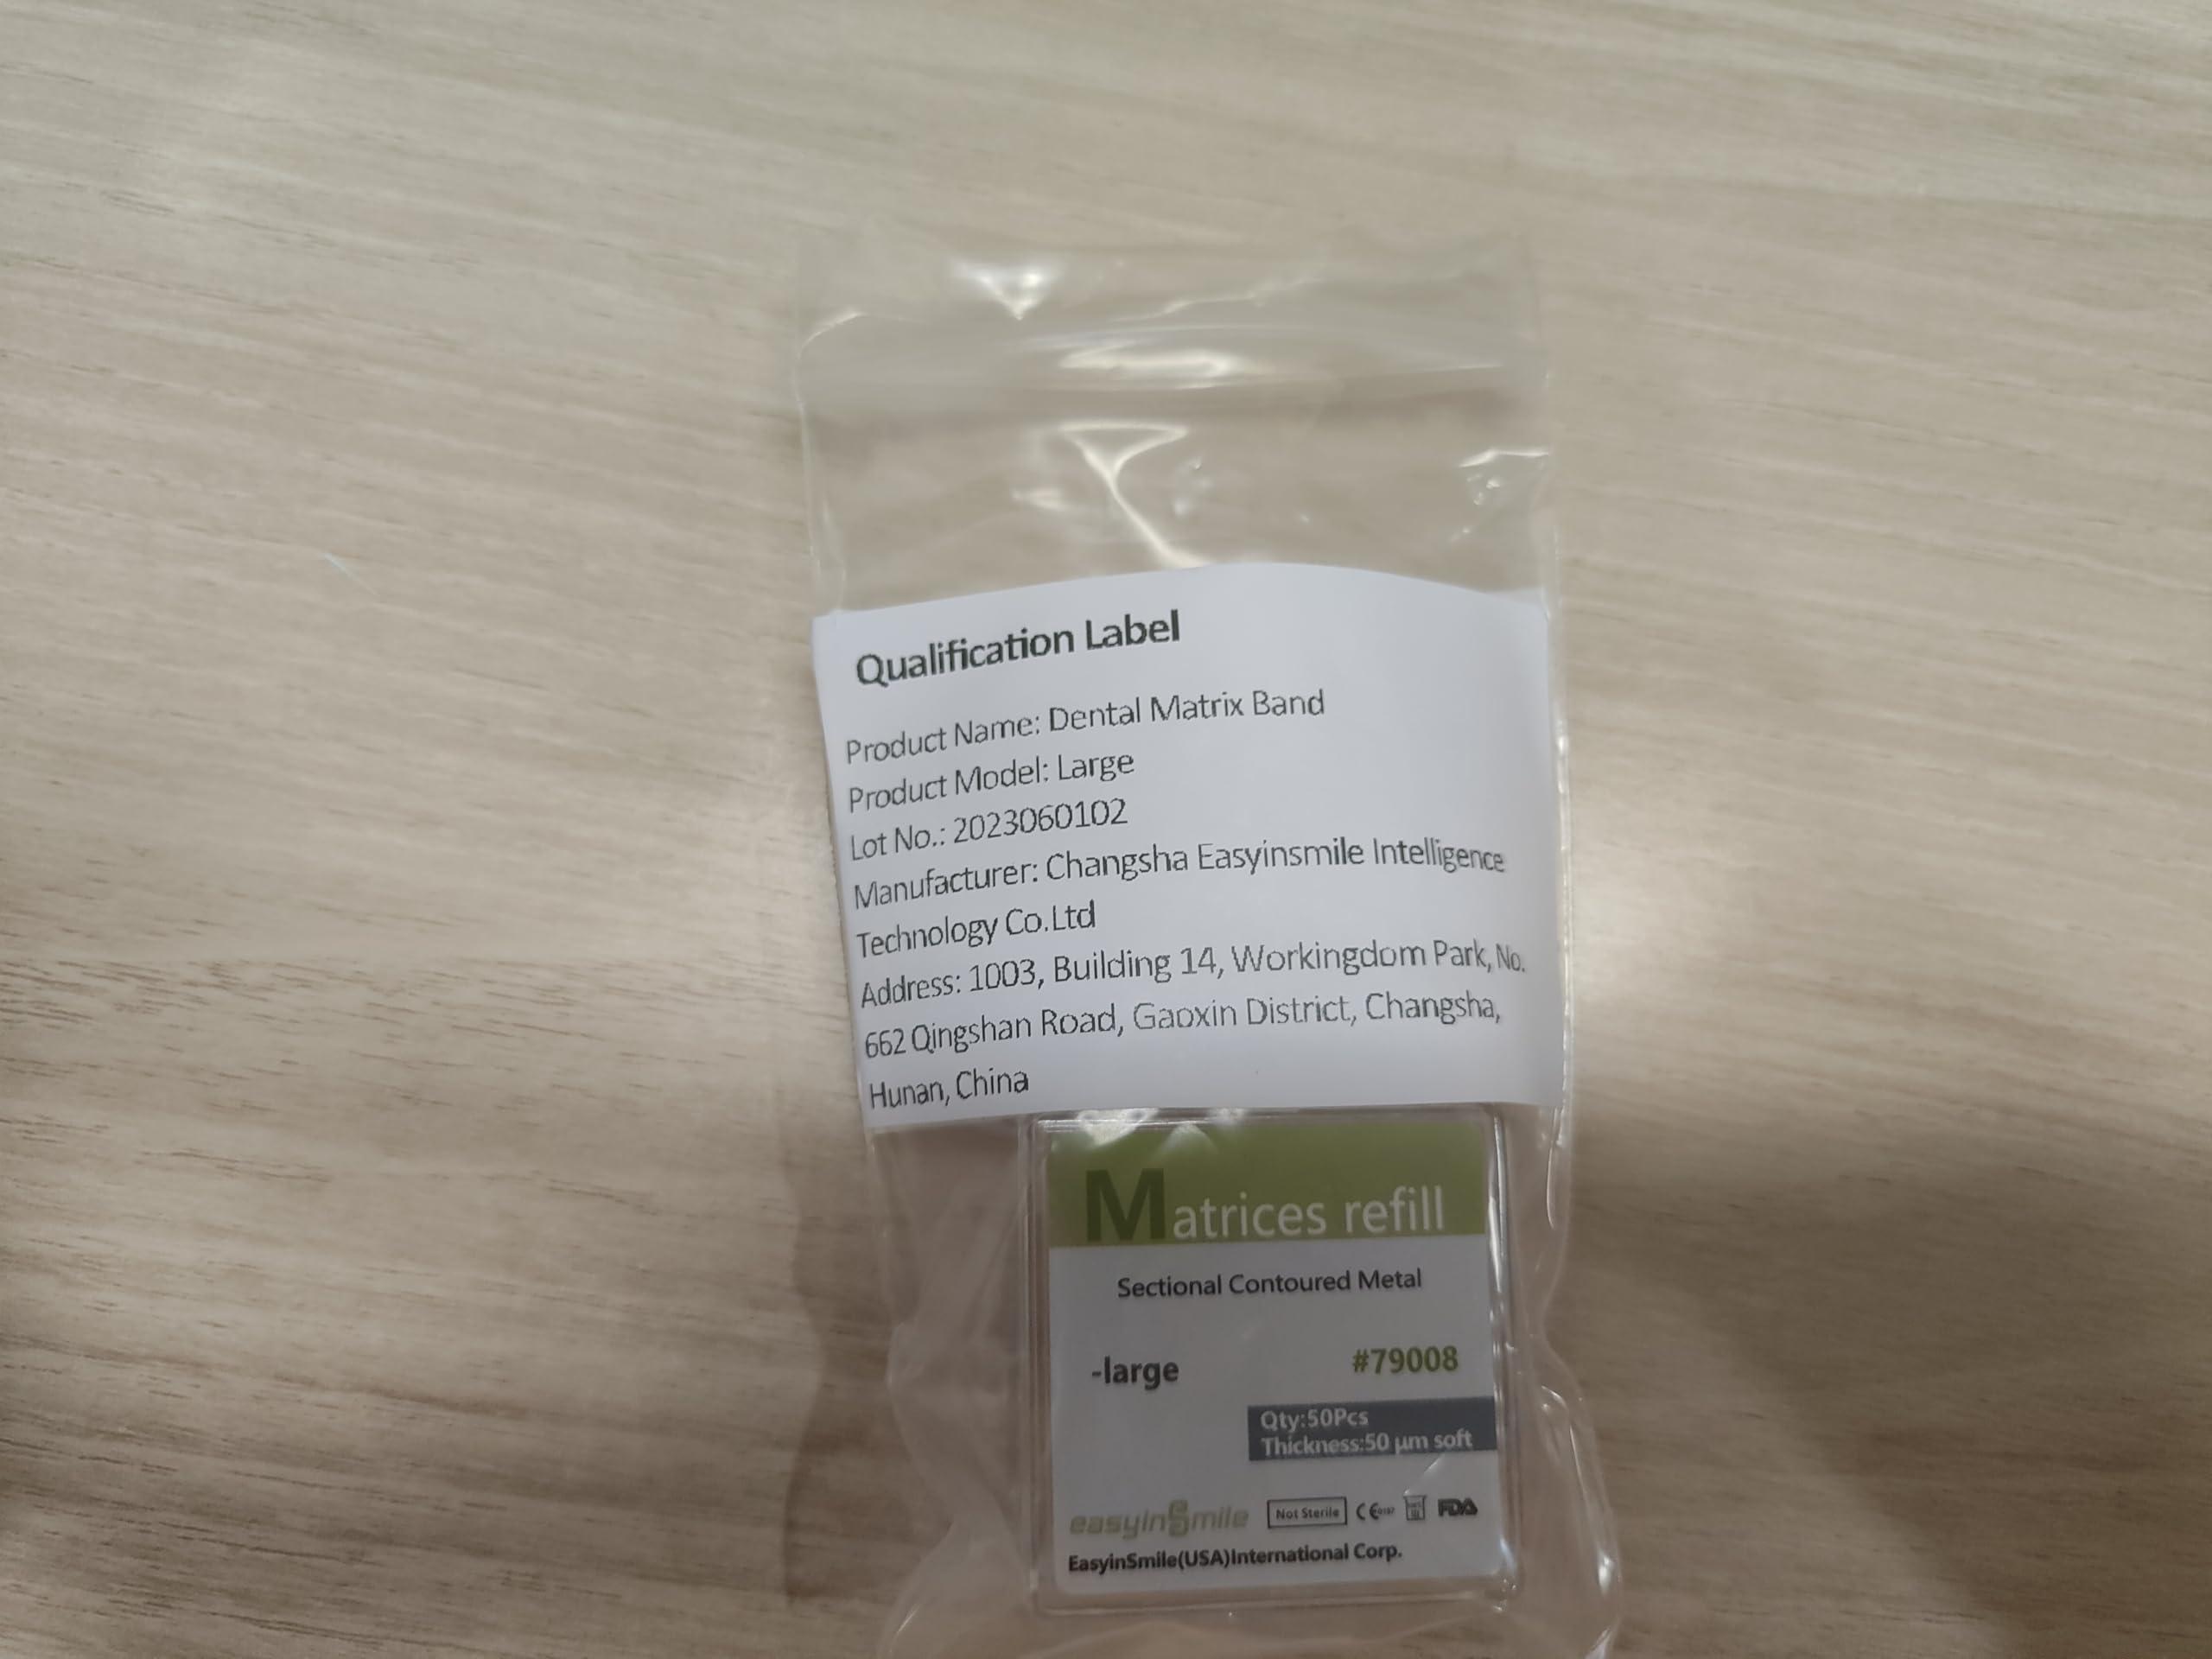 Qualification Label
Product Name: Dental Matrix Band
Product Model: Large
Lot No.: 2023060102
Manufacturer: Changsha Easyinsmile Intelligence
Technology Co.Ltd
Address: 1003, Building 14, Workingdom Park, No.
662 Qingshan Road, Gaoxin District, Changsha,
Hunan, China
Matrices refill
Sectional Contoured Metal
-large #79008
Qty:50Pcs
Thickness:50 μm soft
easyinSmile Not Sterile CE FDA
EasyinSmile(USA)International Corp.